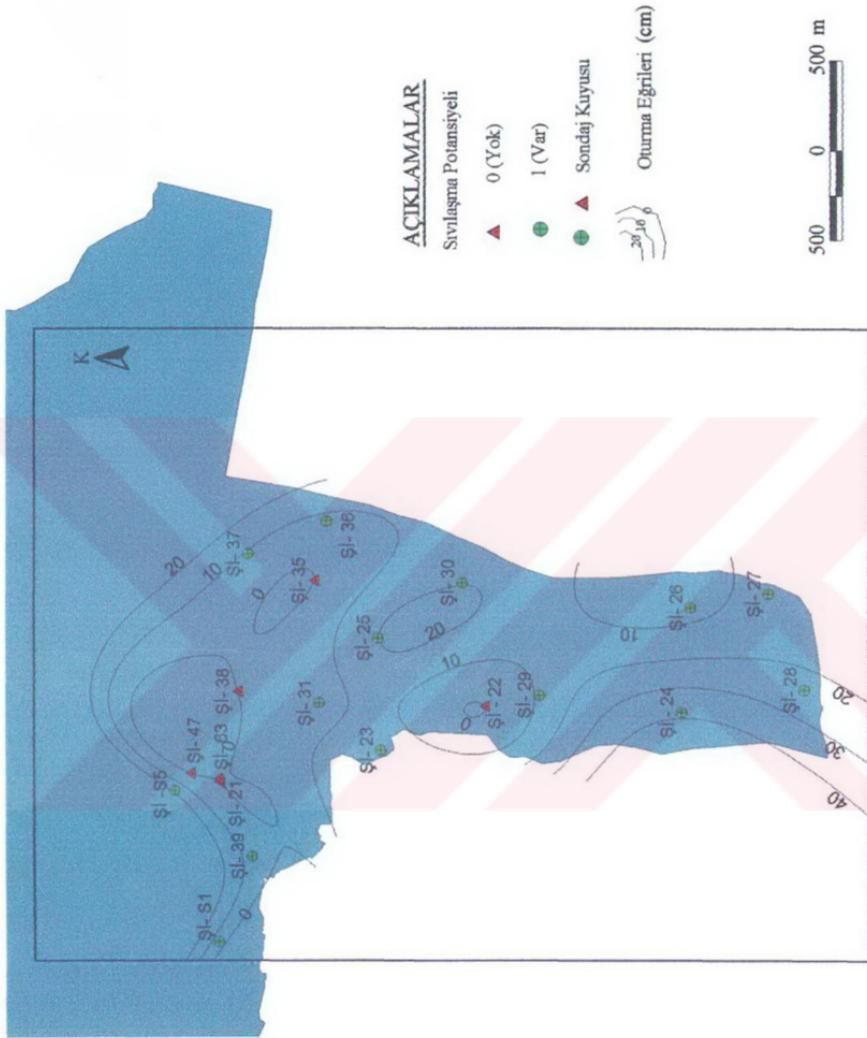 K
Şİ- S1
Şİ- 39
Şİ -S5
Şİ- 47
Şİ- 63
Şİ- 21
Şİ- 38
Şİ- 37
Şİ- 35
Şİ- 36
Şİ- 31
Şİ- 23
Şİ- 25
Şİ- 30
Şİ- 22
Şİ- 29
Şİ- 24
Şİ- 26
Şİ- 27
Şİ- 28
0
20
10
0
20
10
0
10
20
30
40
AÇIKLAMALAR
Sıvılaşma Potansiyeli
0 (Yok)
1 (Var)
Sondaj Kuyusu
Oturma Eğrileri (cm)
500 0 500 m